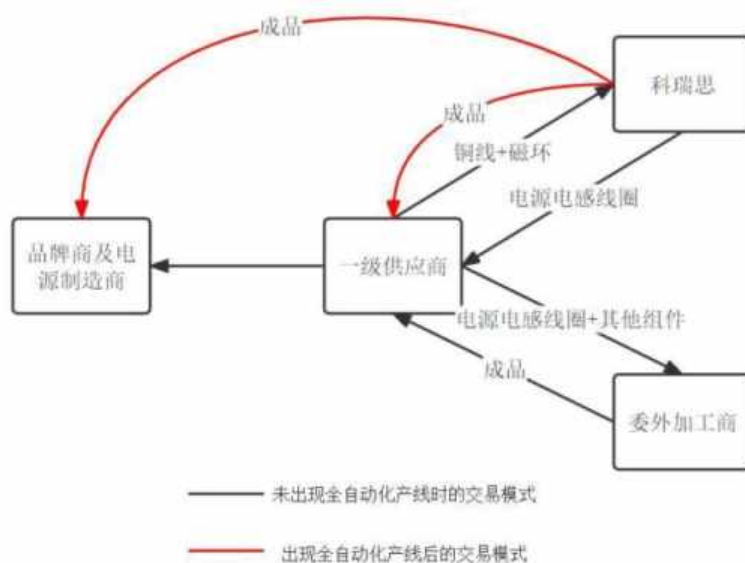 成品
科瑞思
成品
铜线+磁环
电源电感线圈
品牌商及电
源制造商
一级供应商
电源电感线圈+其他组件
成品
委外加工商
未出现全自动化产线时的交易模式
出现全自动化产线后的交易模式